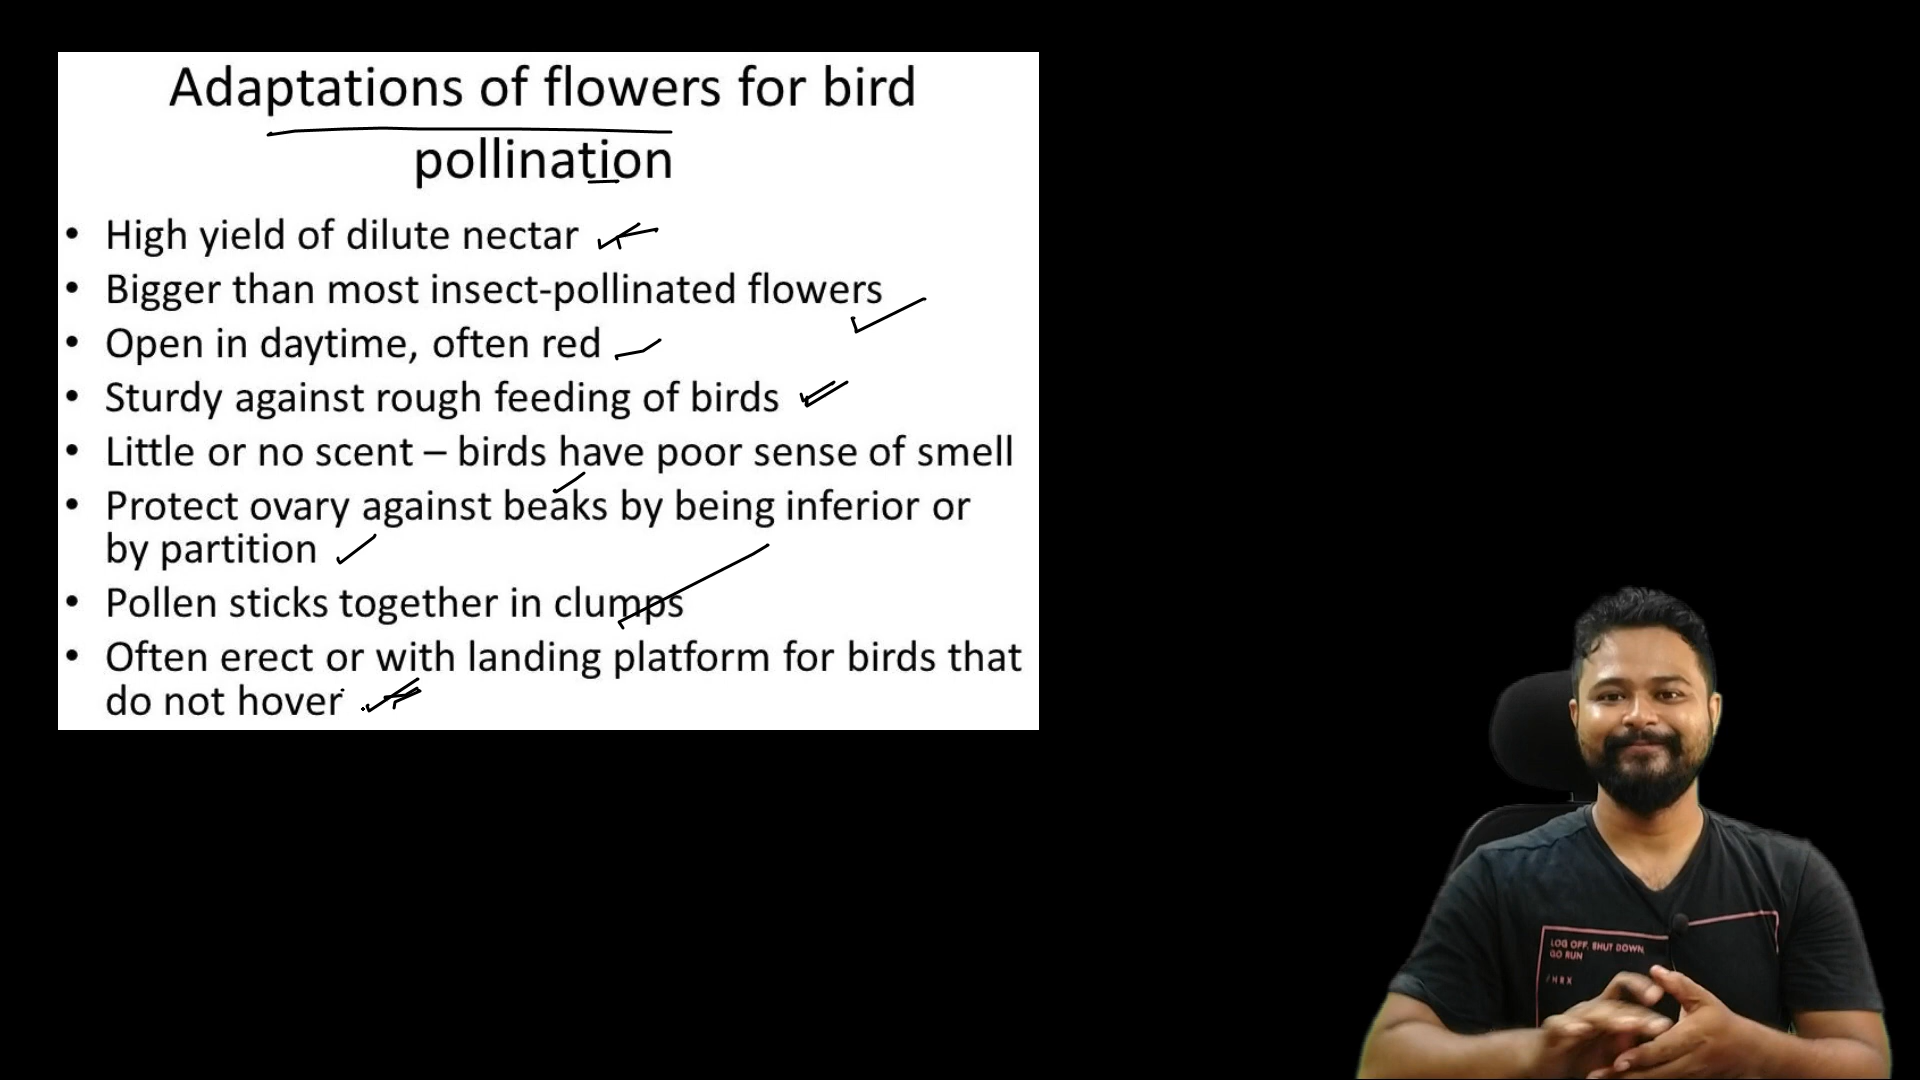 Adaptations of flowers for bird
pollination
• High yield of dilute nectar
• Bigger than most insect-pollinated flowers
• Open in daytime, often red
• Sturdy against rough feeding of birds
• Little or no scent – birds have poor sense of smell
• Protect ovary against beaks by being inferior or
by partition
• Pollen sticks together in clumps
• Often erect or with landing platform for birds that
do not hover
LOG OFF. SHUT DOWN.
GO RUN
/HRX